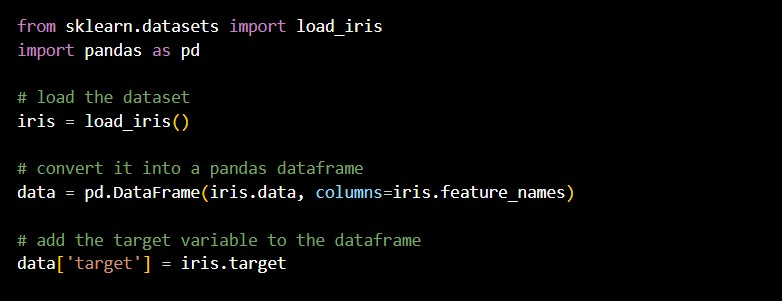 from sklearn.datasets import load_iris
import pandas as pd
# load the dataset
iris = load_iris()
# convert it into a pandas dataframe
data = pd.DataFrame(iris.data, columns=iris.feature_names)
# add the target variable to the dataframe
data['target'] = iris.target